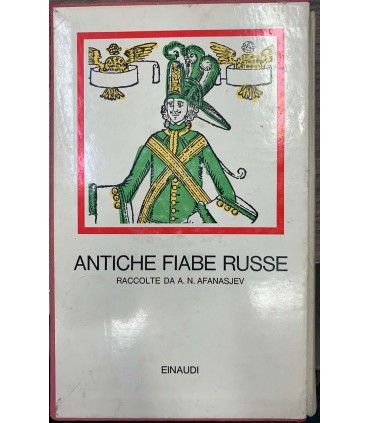 ANTICHE FIABE RUSSE
RACCOLTE DA A. N. AFANASJEV
EINAUDI